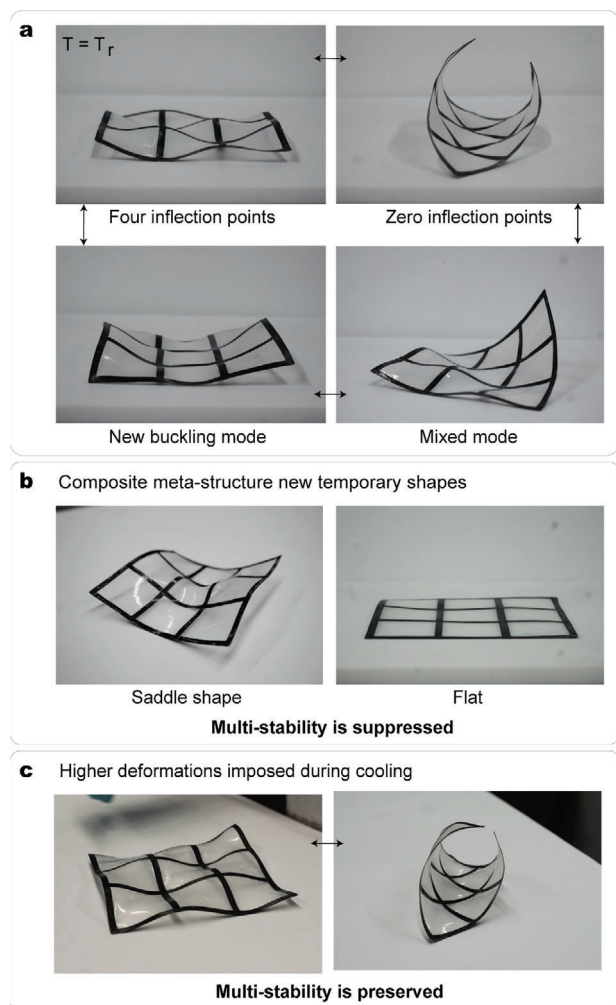 a
T = Tr
Four inflection points
Zero inflection points
New buckling mode
Mixed mode
b Composite meta-structure new temporary shapes
Saddle shape
Flat
Multi-stability is suppressed
c Higher deformations imposed during cooling
Multi-stability is preserved